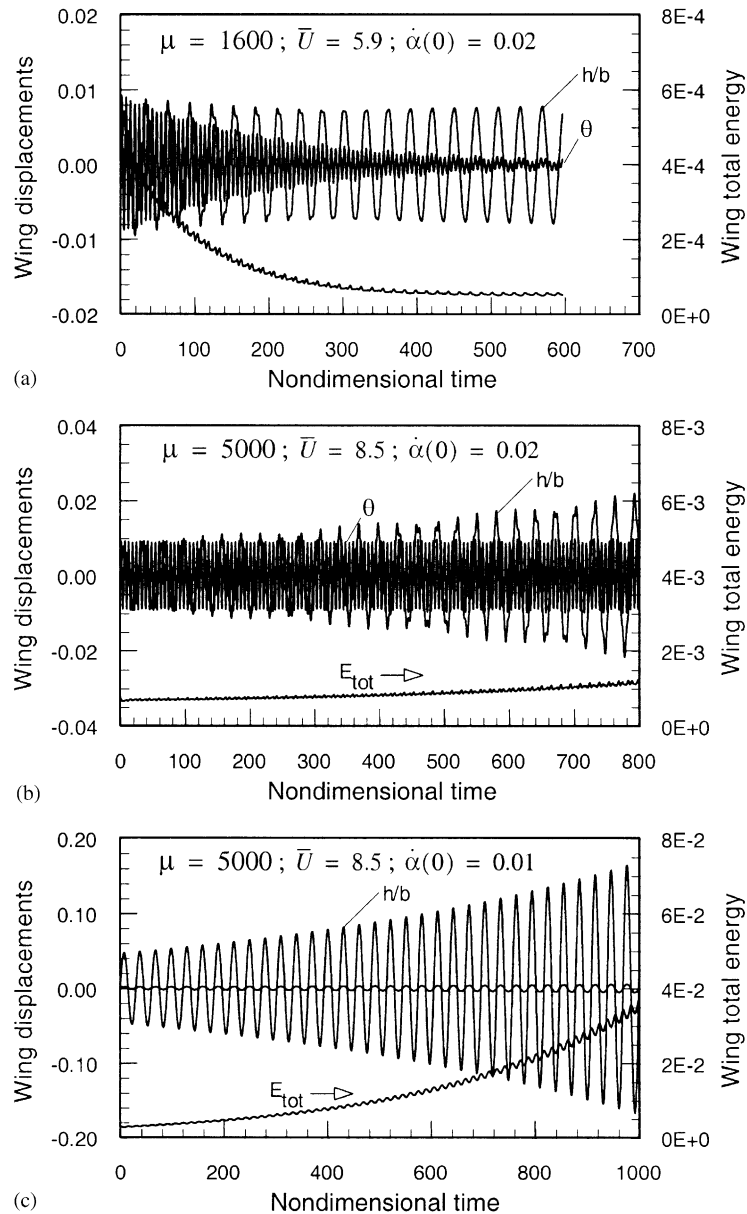 μ = 1600 ; U̅ = 5.9 ; α̇(0) = 0.02
h/b
θ
Wing displacements
Wing total energy
0.02
0.01
0.00
-0.01
-0.02
8E-4
6E-4
4E-4
2E-4
0E+0
0 100 200 300 400 500 600 700
(a)
Nondimensional time
μ = 5000 ; U̅ = 8.5 ; α̇(0) = 0.02
h/b
θ
E_tot
Wing displacements
Wing total energy
0.04
0.02
0.00
-0.02
-0.04
8E-3
6E-3
4E-3
2E-3
0E+0
0 100 200 300 400 500 600 700 800
(b)
Nondimensional time
μ = 5000 ; U̅ = 8.5 ; α̇(0) = 0.01
h/b
E_tot
Wing displacements
Wing total energy
0.20
0.10
0.00
-0.10
-0.20
8E-2
6E-2
4E-2
2E-2
0E+0
0 200 400 600 800 1000
(c)
Nondimensional time